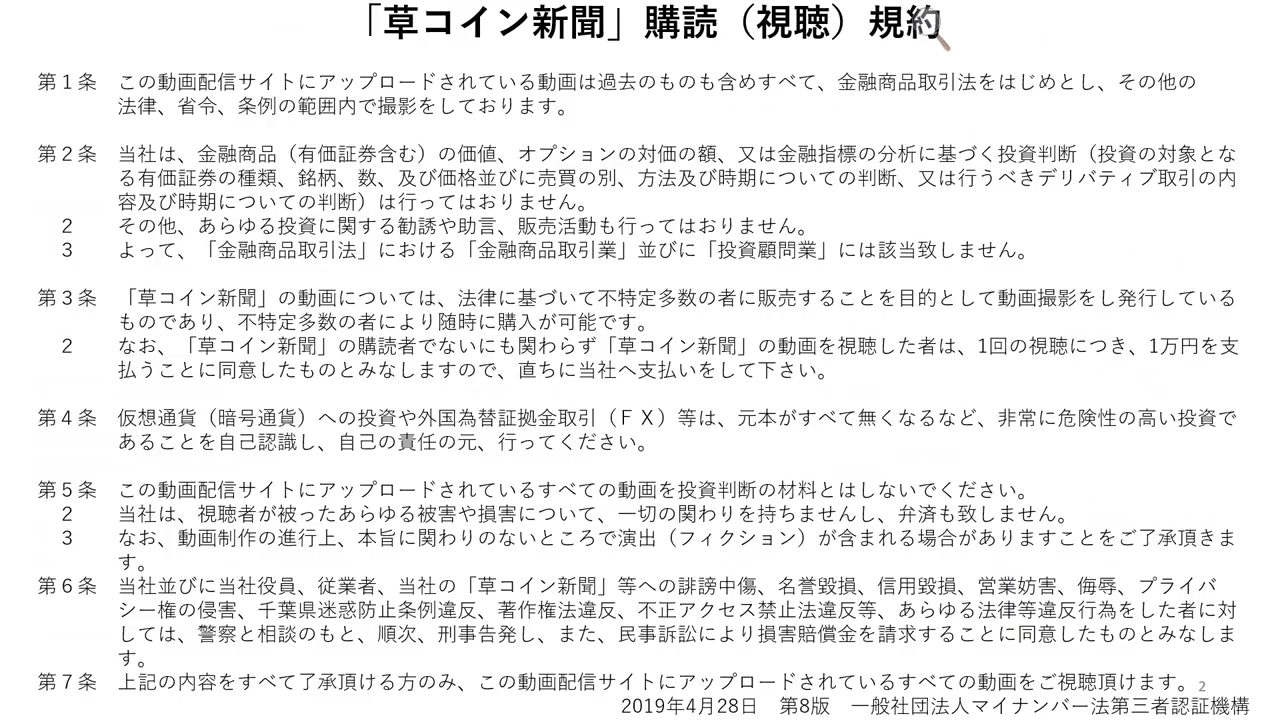 「草コイン新聞」購読（視聴）規約
第１条 この動画配信サイトにアップロードされている動画は過去のものも含めすべて、金融商品取引法をはじめとし、その他の
法律、省令、条例の範囲内で撮影をしております。
第２条 当社は、金融商品（有価証券含む）の価値、オプションの対価の額、又は金融指標の分析に基づく投資判断（投資の対象とな
る有価証券の種類、銘柄、数、及び価格並びに売買の別、方法及び時期についての判断、又は行うべきデリバティブ取引の内
容及び時期についての判断）は行ってはおりません。
2 その他、あらゆる投資に関する勧誘や助言、販売活動も行ってはおりません。
3 よって、「金融商品取引法」における「金融商品取引業」並びに「投資顧問業」には該当致しません。
第３条 「草コイン新聞」の動画については、法律に基づいて不特定多数の者に販売することを目的として動画撮影をし発行している
ものであり、不特定多数の者により随時に購入が可能です。
2 なお、「草コイン新聞」の購読者でないにも関わらず「草コイン新聞」の動画を視聴した者は、1回の視聴につき、1万円を支
払うことに同意したものとみなしますので、直ちに当社へ支払いをして下さい。
第４条 仮想通貨（暗号通貨）への投資や外国為替証拠金取引（ＦＸ）等は、元本がすべて無くなるなど、非常に危険性の高い投資で
あることを自己認識し、自己の責任の元、行ってください。
第５条 この動画配信サイトにアップロードされているすべての動画を投資判断の材料とはしないでください。
2 当社は、視聴者が被ったあらゆる被害や損害について、一切の関わりを持ちませんし、弁済も致しません。
3 なお、動画制作の進行上、本旨に関わりのないところで演出（フィクション）が含まれる場合がありますことをご了承頂きま
す。
第６条 当社並びに当社役員、従業者、当社の「草コイン新聞」等への誹謗中傷、名誉毀損、信用毀損、営業妨害、侮辱、プライバ
シー権の侵害、千葉県迷惑防止条例違反、著作権法違反、不正アクセス禁止法違反等、あらゆる法律等違反行為をした者に対
しては、警察と相談のもと、順次、刑事告発し、また、民事訴訟により損害賠償金を請求することに同意したものとみなしま
す。
第７条 上記の内容をすべて了承頂ける方のみ、この動画配信サイトにアップロードされているすべての動画をご視聴頂けます。 2
2019年4月28日 第8版 一般社団法人マイナンバー法第三者認証機構